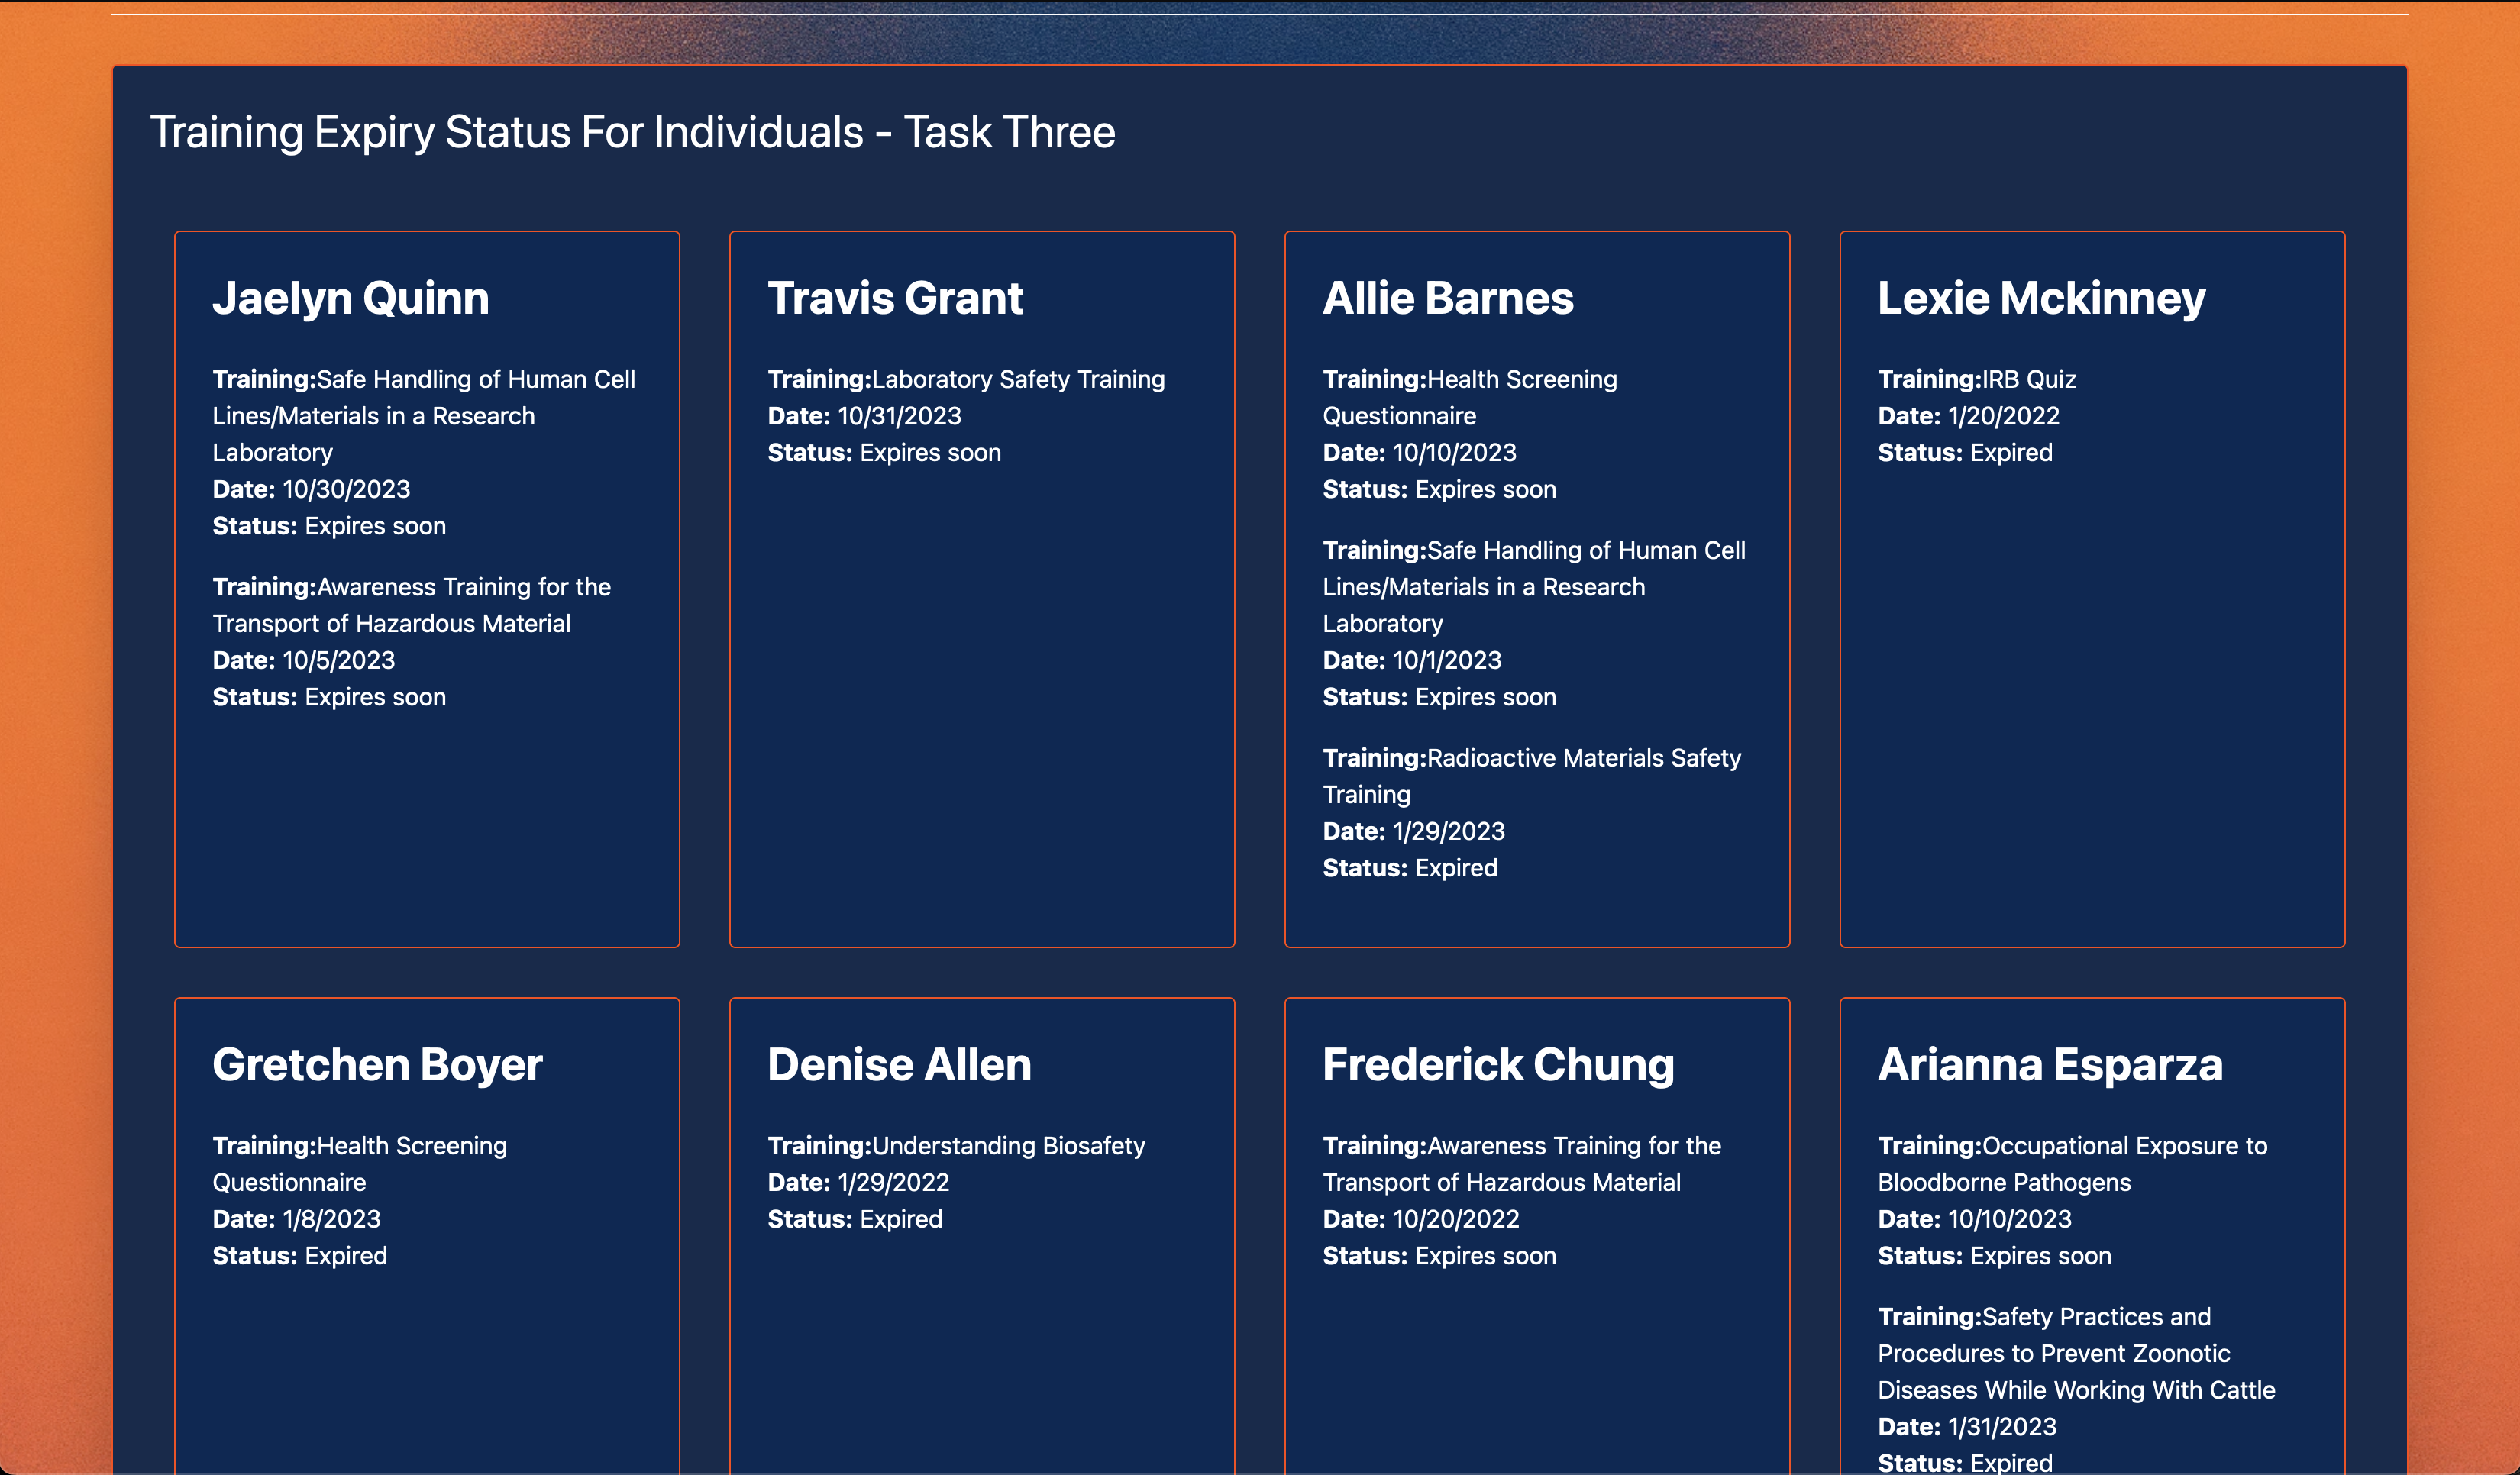 Training Expiry Status For Individuals - Task Three
Jaelyn Quinn
Training:Safe Handling of Human Cell
Lines/Materials in a Research
Laboratory
Date: 10/30/2023
Status: Expires soon
Training:Awareness Training for the
Transport of Hazardous Material
Date: 10/5/2023
Status: Expires soon
Travis Grant
Training:Laboratory Safety Training
Date: 10/31/2023
Status: Expires soon
Allie Barnes
Training:Health Screening
Questionnaire
Date: 10/10/2023
Status: Expires soon
Training:Safe Handling of Human Cell
Lines/Materials in a Research
Laboratory
Date: 10/1/2023
Status: Expires soon
Training:Radioactive Materials Safety
Training
Date: 1/29/2023
Status: Expired
Lexie Mckinney
Training:IRB Quiz
Date: 1/20/2022
Status: Expired
Gretchen Boyer
Training:Health Screening
Questionnaire
Date: 1/8/2023
Status: Expired
Denise Allen
Training:Understanding Biosafety
Date: 1/29/2022
Status: Expired
Frederick Chung
Training:Awareness Training for the
Transport of Hazardous Material
Date: 10/20/2022
Status: Expires soon
Arianna Esparza
Training:Occupational Exposure to
Bloodborne Pathogens
Date: 10/10/2023
Status: Expires soon
Training:Safety Practices and
Procedures to Prevent Zoonotic
Diseases While Working With Cattle
Date: 1/31/2023
Status: Expired